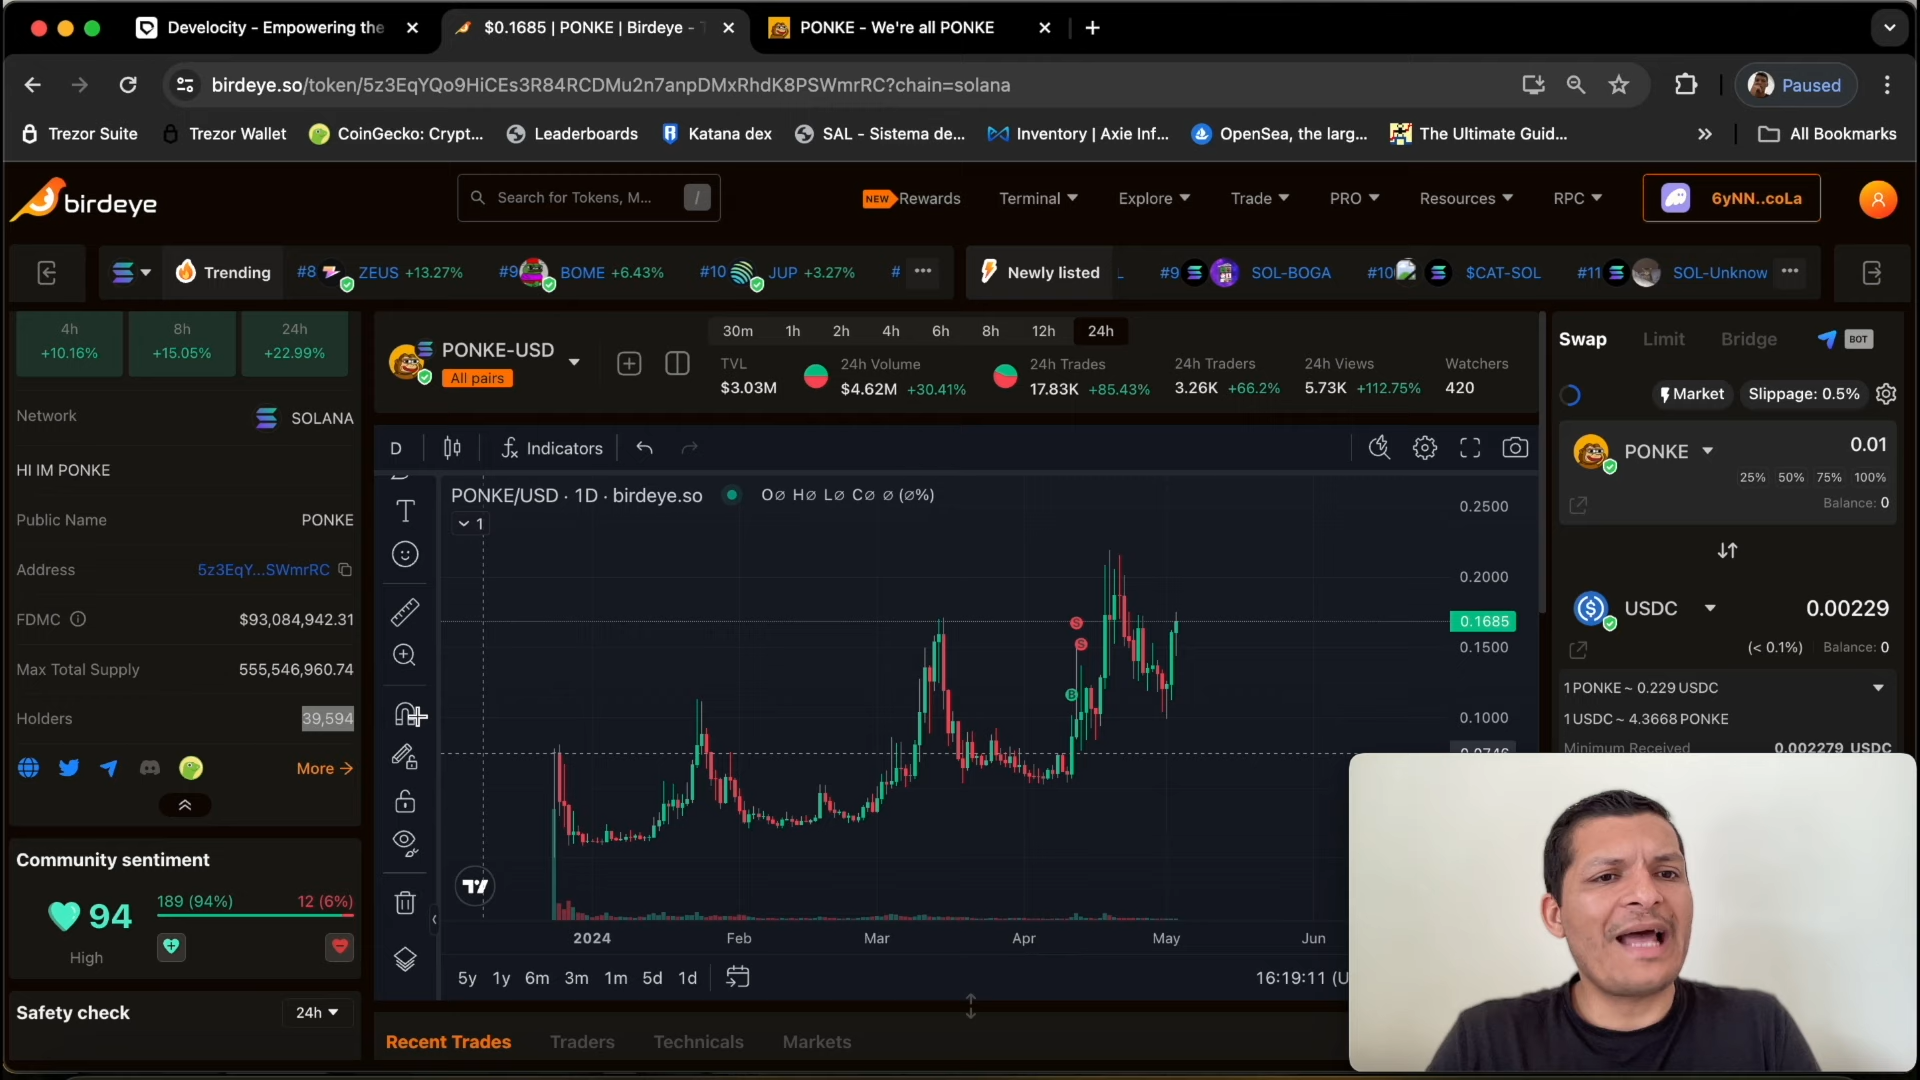 Develocity - Empowering the
$0.1685 | PONKE | Birdeye -
PONKE - We're all PONKE
birdeye.so/token/5z3EqYQo9HiCEs3R84RCDMu2n7anpDMxRhdK8PSWmrRC?chain=solana
Paused
Trezor Suite
Trezor Wallet
CoinGecko: Crypt...
Leaderboards
Katana dex
SAL - Sistema de...
Inventory | Axie Inf...
OpenSea, the larg...
The Ultimate Guid...
All Bookmarks
birdeye
Search for Tokens, M... /
NEW Rewards
Terminal
Explore
Trade
PRO
Resources
RPC
6yNN..coLa
Trending
#8 ZEUS +13.27%
#9 BOME +6.43%
#10 JUP +3.27%
#
Newly listed
#9 SOL-BOGA
#10 $CAT-SOL
#11 SOL-Unknow
4h 8h 24h
+10.16% +15.05% +22.99%
Network SOLANA
HI IM PONKE
Public Name PONKE
Address 5z3EqY...SWmrRC
FDMC $93,084,942.31
Max Total Supply 555,546,960.74
Holders 39,594
More
Community sentiment
94
High
189 (94%) 12 (6%)
Safety check 24h
PONKE-USD
All pairs
30m 1h 2h 4h 6h 8h 12h 24h
TVL
$3.03M
24h Volume
$4.62M +30.41%
24h Trades
17.83K +85.43%
24h Traders
3.26K +66.2%
24h Views
5.73K +112.75%
Watchers
420
D Indicators
PONKE/USD · 1D · birdeye.so O∅ H∅ L∅ C∅ ∅ (∅%)
1
T
S
S
B
0.2500
0.2000
0.1685
0.1500
0.1000
0.0746
2024 Feb Mar Apr May Jun
5y 1y 6m 3m 1m 5d 1d
16:19:11 (U
Recent Trades Traders Technicals Markets
Swap Limit Bridge BOT
Market Slippage: 0.5%
PONKE 0.01
25% 50% 75% 100%
Balance: 0
USDC 0.00229
(< 0.1%) Balance: 0
1 PONKE ~ 0.229 USDC
1 USDC ~ 4.3668 PONKE
Minimum Received 0.002279 USDC